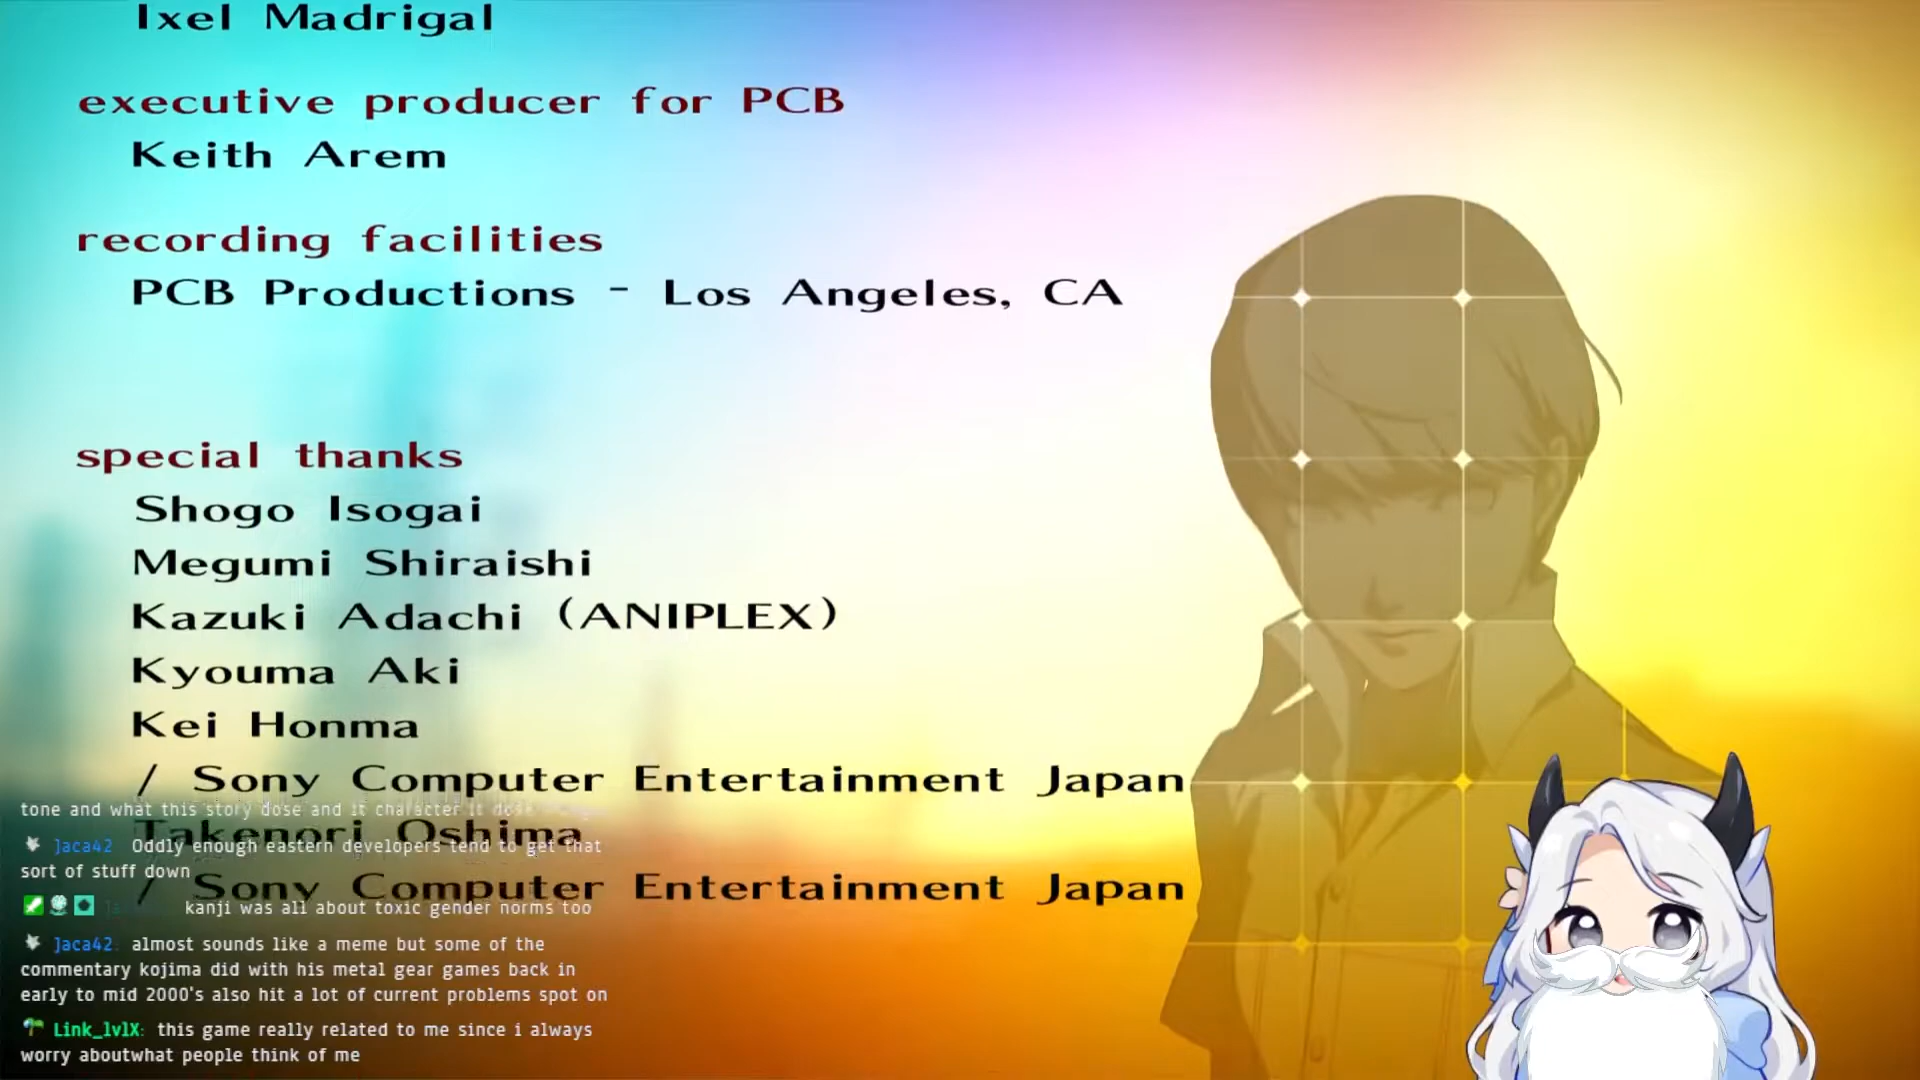 Ixel Madrigal
executive producer for PCB
Keith Arem
recording facilities
PCB Productions - Los Angeles, CA
special thanks
Shogo Isogai
Megumi Shiraishi
Kazuki Adachi (ANIPLEX)
Kyouma Aki
Kei Honma
/ Sony Computer Entertainment Japan
Takenori Oshima
/ Sony Computer Entertainment Japan
tone and what this story dose and it character it dose
Jaca42 Oddly enough eastern developers tend to get that
sort of stuff down
kanji was all about toxic gender norms too
Jaca42: almost sounds like a meme but some of the
commentary kojima did with his metal gear games back in
early to mid 2000's also hit a lot of current problems spot on
Link_lvlX: this game really related to me since i always
worry aboutwhat people think of me